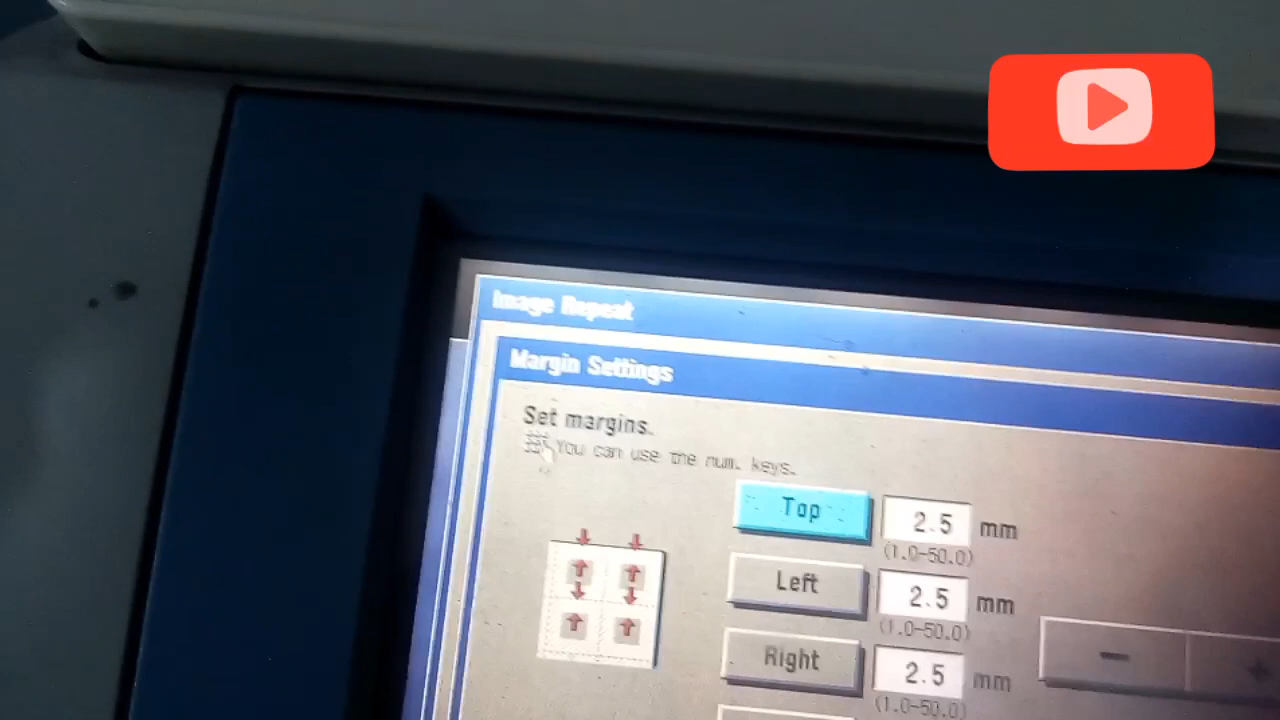 Image Repeat
Margin Settings
Set margins.
You can use the num. keys.
Top 2.5 mm
(1.0-50.0)
Left 2.5 mm
(1.0-50.0)
Right 2.5 mm
(1.0-50.0)